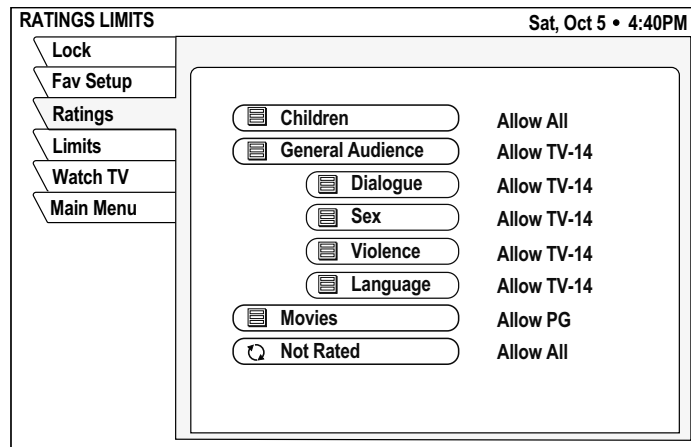 RATINGS LIMITS
Sat, Oct 5 • 4:40PM
Lock
Fav Setup
Ratings
Limits
Watch TV
Main Menu
Children Allow All
General Audience Allow TV-14
Dialogue Allow TV-14
Sex Allow TV-14
Violence Allow TV-14
Language Allow TV-14
Movies Allow PG
Not Rated Allow All